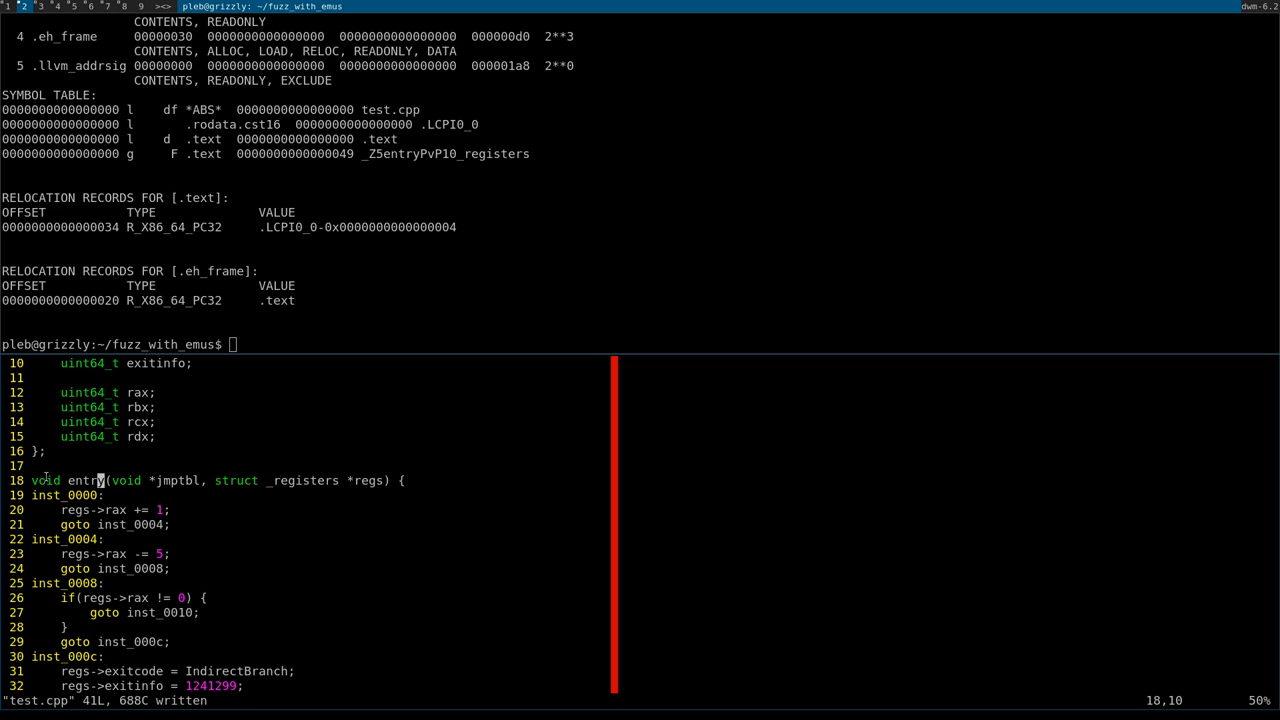 1 2 3 4 5 6 7 8 9 ><> pleb@grizzly: ~/fuzz_with_emus dwm-6.2
CONTENTS, READONLY
4 .eh_frame 00000030 0000000000000000 0000000000000000 000000d0 2**3
CONTENTS, ALLOC, LOAD, RELOC, READONLY, DATA
5 .llvm_addrsig 00000000 0000000000000000 0000000000000000 000001a8 2**0
CONTENTS, READONLY, EXCLUDE
SYMBOL TABLE:
0000000000000000 l df *ABS* 0000000000000000 test.cpp
0000000000000000 l .rodata.cst16 0000000000000000 .LCPI0_0
0000000000000000 l d .text 0000000000000000 .text
0000000000000000 g F .text 0000000000000049 _Z5entryPvP10_registers
RELOCATION RECORDS FOR [.text]:
OFFSET TYPE VALUE
0000000000000034 R_X86_64_PC32 .LCPI0_0-0x0000000000000004
RELOCATION RECORDS FOR [.eh_frame]:
OFFSET TYPE VALUE
0000000000000020 R_X86_64_PC32 .text
pleb@grizzly:~/fuzz_with_emus$
10 uint64_t exitinfo;
11
12 uint64_t rax;
13 uint64_t rbx;
14 uint64_t rcx;
15 uint64_t rdx;
16 };
17
18 void entry(void *jmptbl, struct _registers *regs) {
19 inst_0000:
20 regs->rax += 1;
21 goto inst_0004;
22 inst_0004:
23 regs->rax -= 5;
24 goto inst_0008;
25 inst_0008:
26 if(regs->rax != 0) {
27 goto inst_0010;
28 }
29 goto inst_000c;
30 inst_000c:
31 regs->exitcode = IndirectBranch;
32 regs->exitinfo = 1241299;
"test.cpp" 41L, 688C written 18,10 50%